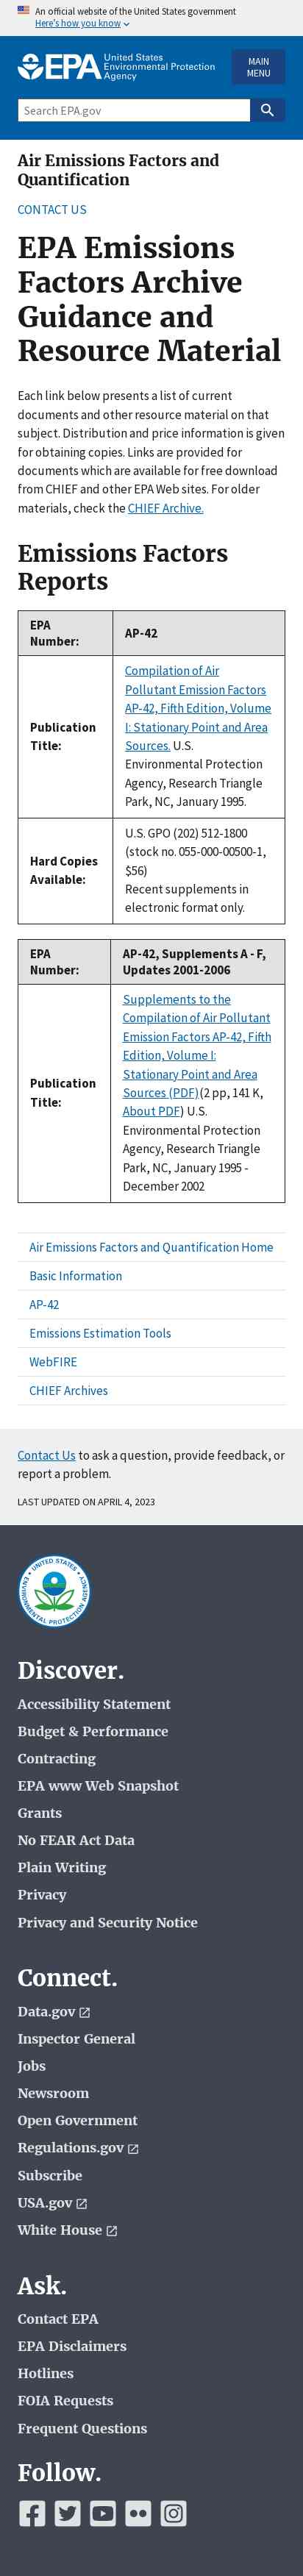 An official website of the United States government
Here's how you know
EPA United States
Environmental Protection
Agency
MAIN
MENU
Search EPA.gov
Air Emissions Factors and
Quantification
CONTACT US
EPA Emissions
Factors Archive
Guidance and
Resource Material
Each link below presents a list of current
documents and other resource material on that
subject. Distribution and price information is given
for obtaining copies. Links are provided for
documents which are available for free download
from CHIEF and other EPA Web sites. For older
materials, check the CHIEF Archive.
Emissions Factors
Reports
EPA
Number:
AP-42
Publication
Title:
Compilation of Air
Pollutant Emission Factors
AP-42, Fifth Edition, Volume
I: Stationary Point and Area
Sources. U.S.
Environmental Protection
Agency, Research Triangle
Park, NC, January 1995.
Hard Copies
Available:
U.S. GPO (202) 512-1800
(stock no. 055-000-00500-1,
$56)
Recent supplements in
electronic format only.
EPA
Number:
AP-42, Supplements A - F,
Updates 2001-2006
Publication
Title:
Supplements to the
Compilation of Air Pollutant
Emission Factors AP-42, Fifth
Edition, Volume I:
Stationary Point and Area
Sources (PDF)(2 pp, 141 K,
About PDF) U.S.
Environmental Protection
Agency, Research Triangle
Park, NC, January 1995 -
December 2002
Air Emissions Factors and Quantification Home
Basic Information
AP-42
Emissions Estimation Tools
WebFIRE
CHIEF Archives
Contact Us to ask a question, provide feedback, or
report a problem.
LAST UPDATED ON APRIL 4, 2023
UNITED STATES
ENVIRONMENTAL PROTECTION AGENCY
Discover.
Accessibility Statement
Budget & Performance
Contracting
EPA www Web Snapshot
Grants
No FEAR Act Data
Plain Writing
Privacy
Privacy and Security Notice
Connect.
Data.gov
Inspector General
Jobs
Newsroom
Open Government
Regulations.gov
Subscribe
USA.gov
White House
Ask.
Contact EPA
EPA Disclaimers
Hotlines
FOIA Requests
Frequent Questions
Follow.